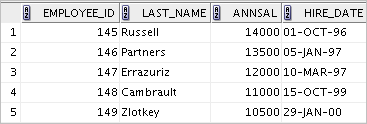 EMPLOYEE_ID LAST_NAME ANNSAL HIRE_DATE
1 145 Russell 14000 01-OCT-96
2 146 Partners 13500 05-JAN-97
3 147 Errazuriz 12000 10-MAR-97
4 148 Cambrault 11000 15-OCT-99
5 149 Zlotkey 10500 29-JAN-00